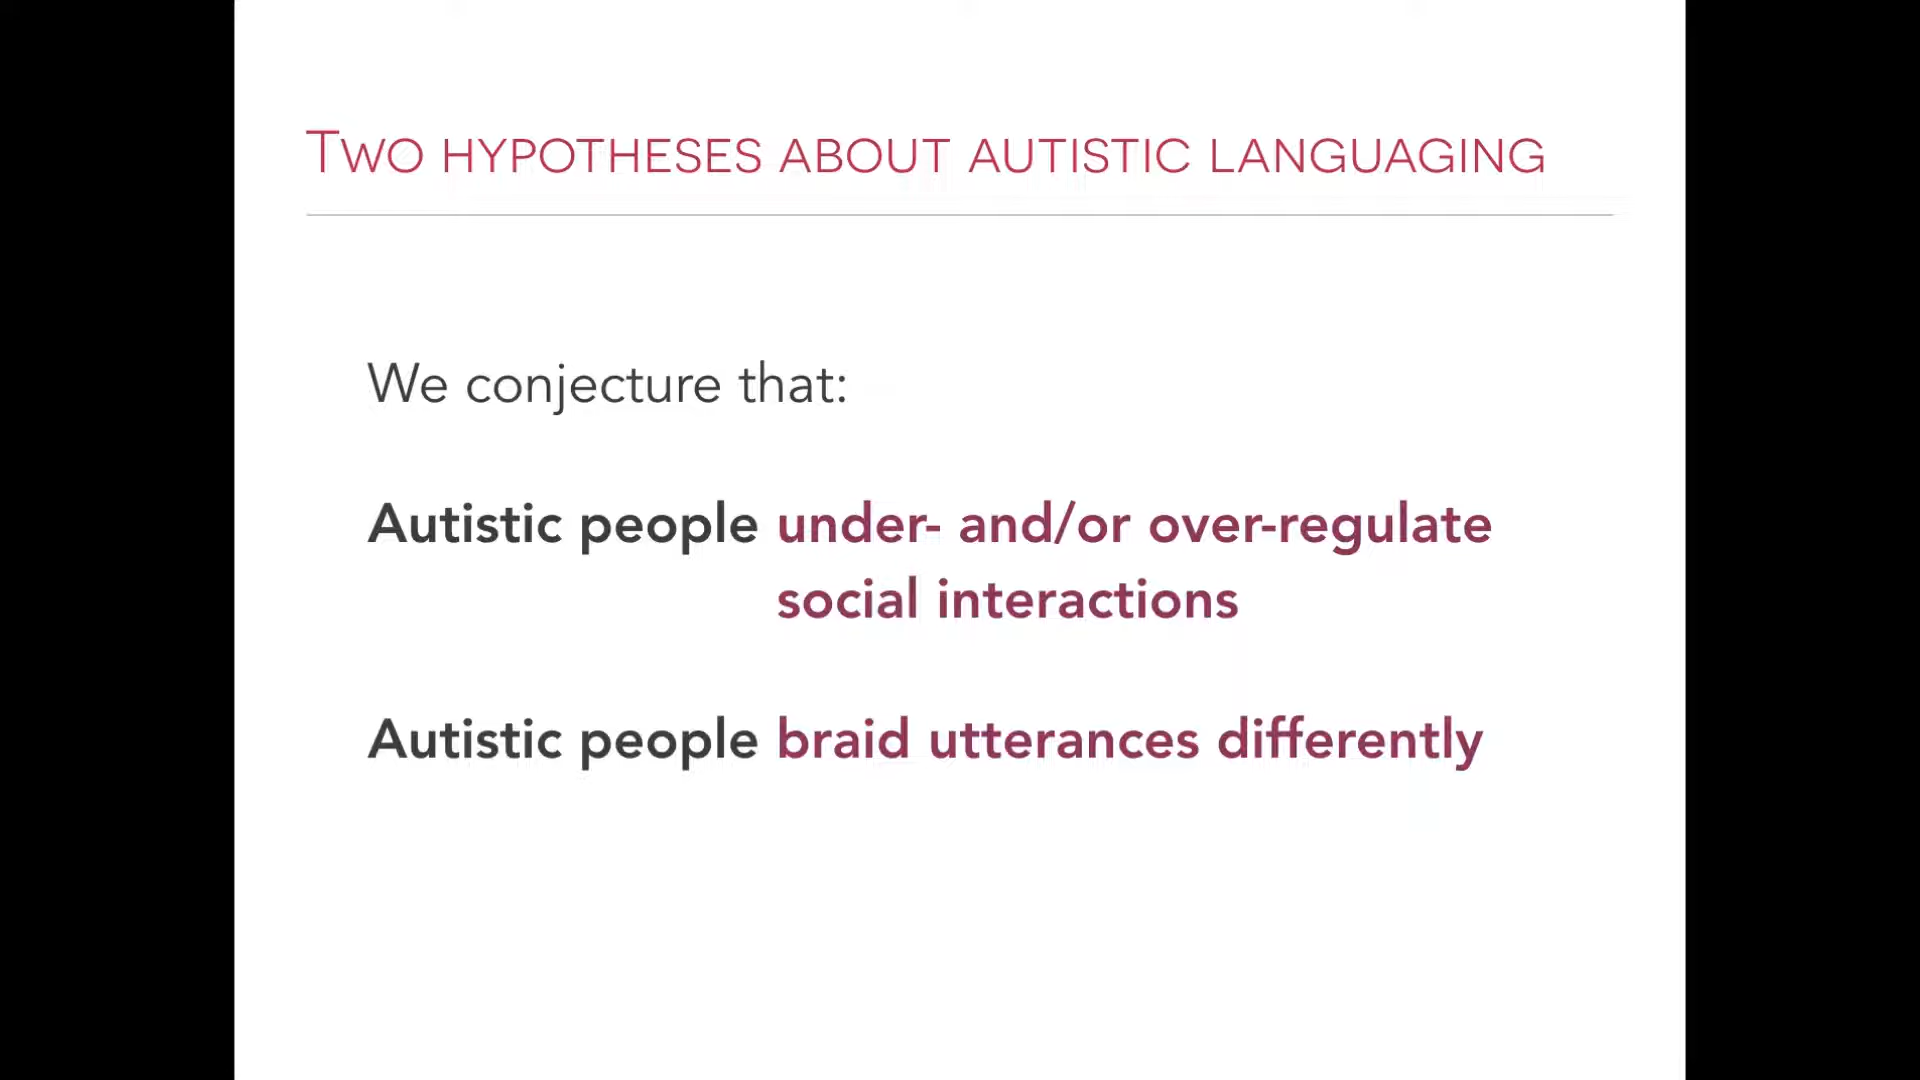 Two hypotheses about autistic languaging
We conjecture that:
Autistic people under- and/or over-regulate
social interactions
Autistic people braid utterances differently